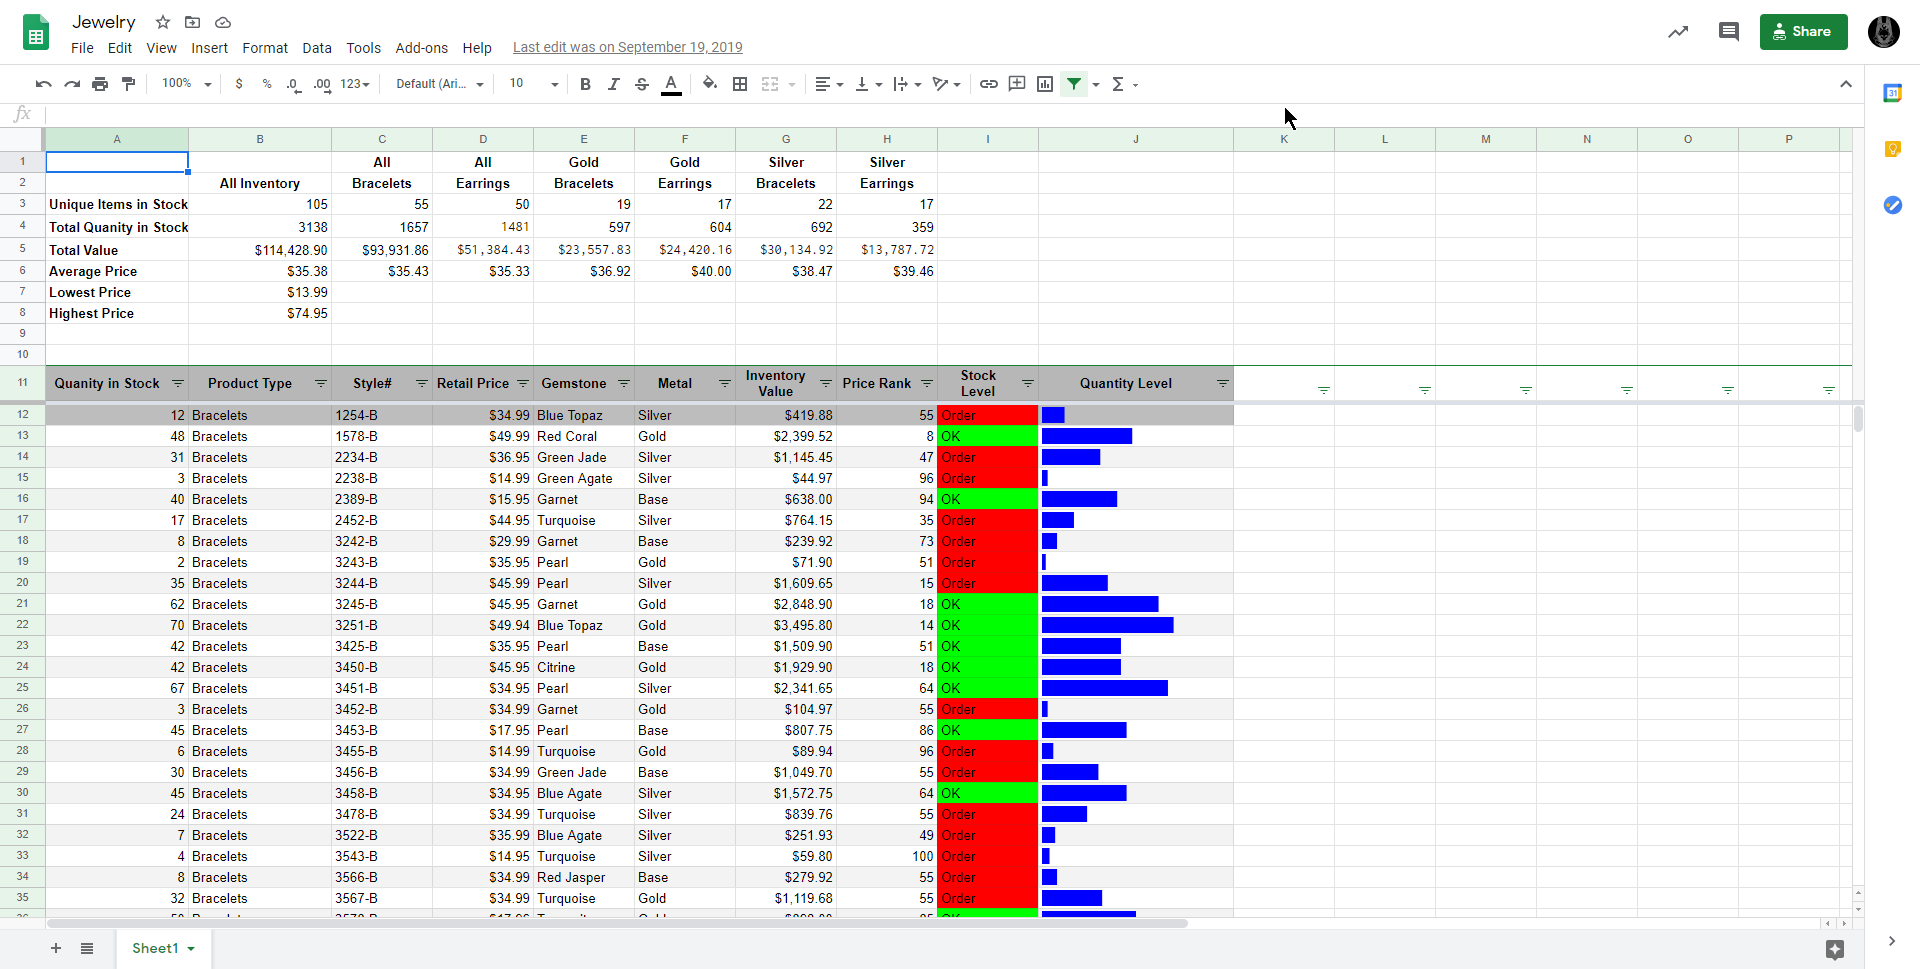 Jewelry
File Edit View Insert Format Data Tools Add-ons Help Last edit was on September 19, 2019
Share
100% $ % .0 .00 123 Default (Ari... 10 B I S A Σ
31
fx
A B C D E F G H I J K L M N O P
1 All All Gold Gold Silver Silver
2 All Inventory Bracelets Earrings Bracelets Earrings Bracelets Earrings
3 Unique Items in Stock 105 55 50 19 17 22 17
4 Total Quanity in Stock 3138 1657 1481 597 604 692 359
5 Total Value $114,428.90 $93,931.86 $51,384.43 $23,557.83 $24,420.16 $30,134.92 $13,787.72
6 Average Price $35.38 $35.43 $35.33 $36.92 $40.00 $38.47 $39.46
7 Lowest Price $13.99
8 Highest Price $74.95
9
10
11 Quanity in Stock Product Type Style# Retail Price Gemstone Metal Inventory Value Price Rank Stock Level Quantity Level
12 12 Bracelets 1254-B $34.99 Blue Topaz Silver $419.88 55 Order
13 48 Bracelets 1578-B $49.99 Red Coral Gold $2,399.52 8 OK
14 31 Bracelets 2234-B $36.95 Green Jade Silver $1,145.45 47 Order
15 3 Bracelets 2238-B $14.99 Green Agate Silver $44.97 96 Order
16 40 Bracelets 2389-B $15.95 Garnet Base $638.00 94 OK
17 17 Bracelets 2452-B $44.95 Turquoise Silver $764.15 35 Order
18 8 Bracelets 3242-B $29.99 Garnet Base $239.92 73 Order
19 2 Bracelets 3243-B $35.95 Pearl Gold $71.90 51 Order
20 35 Bracelets 3244-B $45.99 Pearl Silver $1,609.65 15 Order
21 62 Bracelets 3245-B $45.95 Garnet Gold $2,848.90 18 OK
22 70 Bracelets 3251-B $49.94 Blue Topaz Gold $3,495.80 14 OK
23 42 Bracelets 3425-B $35.95 Pearl Base $1,509.90 51 OK
24 42 Bracelets 3450-B $45.95 Citrine Gold $1,929.90 18 OK
25 67 Bracelets 3451-B $34.95 Pearl Silver $2,341.65 64 OK
26 3 Bracelets 3452-B $34.99 Garnet Gold $104.97 55 Order
27 45 Bracelets 3453-B $17.95 Pearl Base $807.75 86 OK
28 6 Bracelets 3455-B $14.99 Turquoise Gold $89.94 96 Order
29 30 Bracelets 3456-B $34.99 Green Jade Base $1,049.70 55 Order
30 45 Bracelets 3458-B $34.95 Blue Agate Silver $1,572.75 64 OK
31 24 Bracelets 3478-B $34.99 Turquoise Silver $839.76 55 Order
32 7 Bracelets 3522-B $35.99 Blue Agate Silver $251.93 49 Order
33 4 Bracelets 3543-B $14.95 Turquoise Silver $59.80 100 Order
34 8 Bracelets 3566-B $34.99 Red Jasper Base $279.92 55 Order
35 32 Bracelets 3567-B $34.99 Turquoise Gold $1,119.68 55 Order
Sheet1